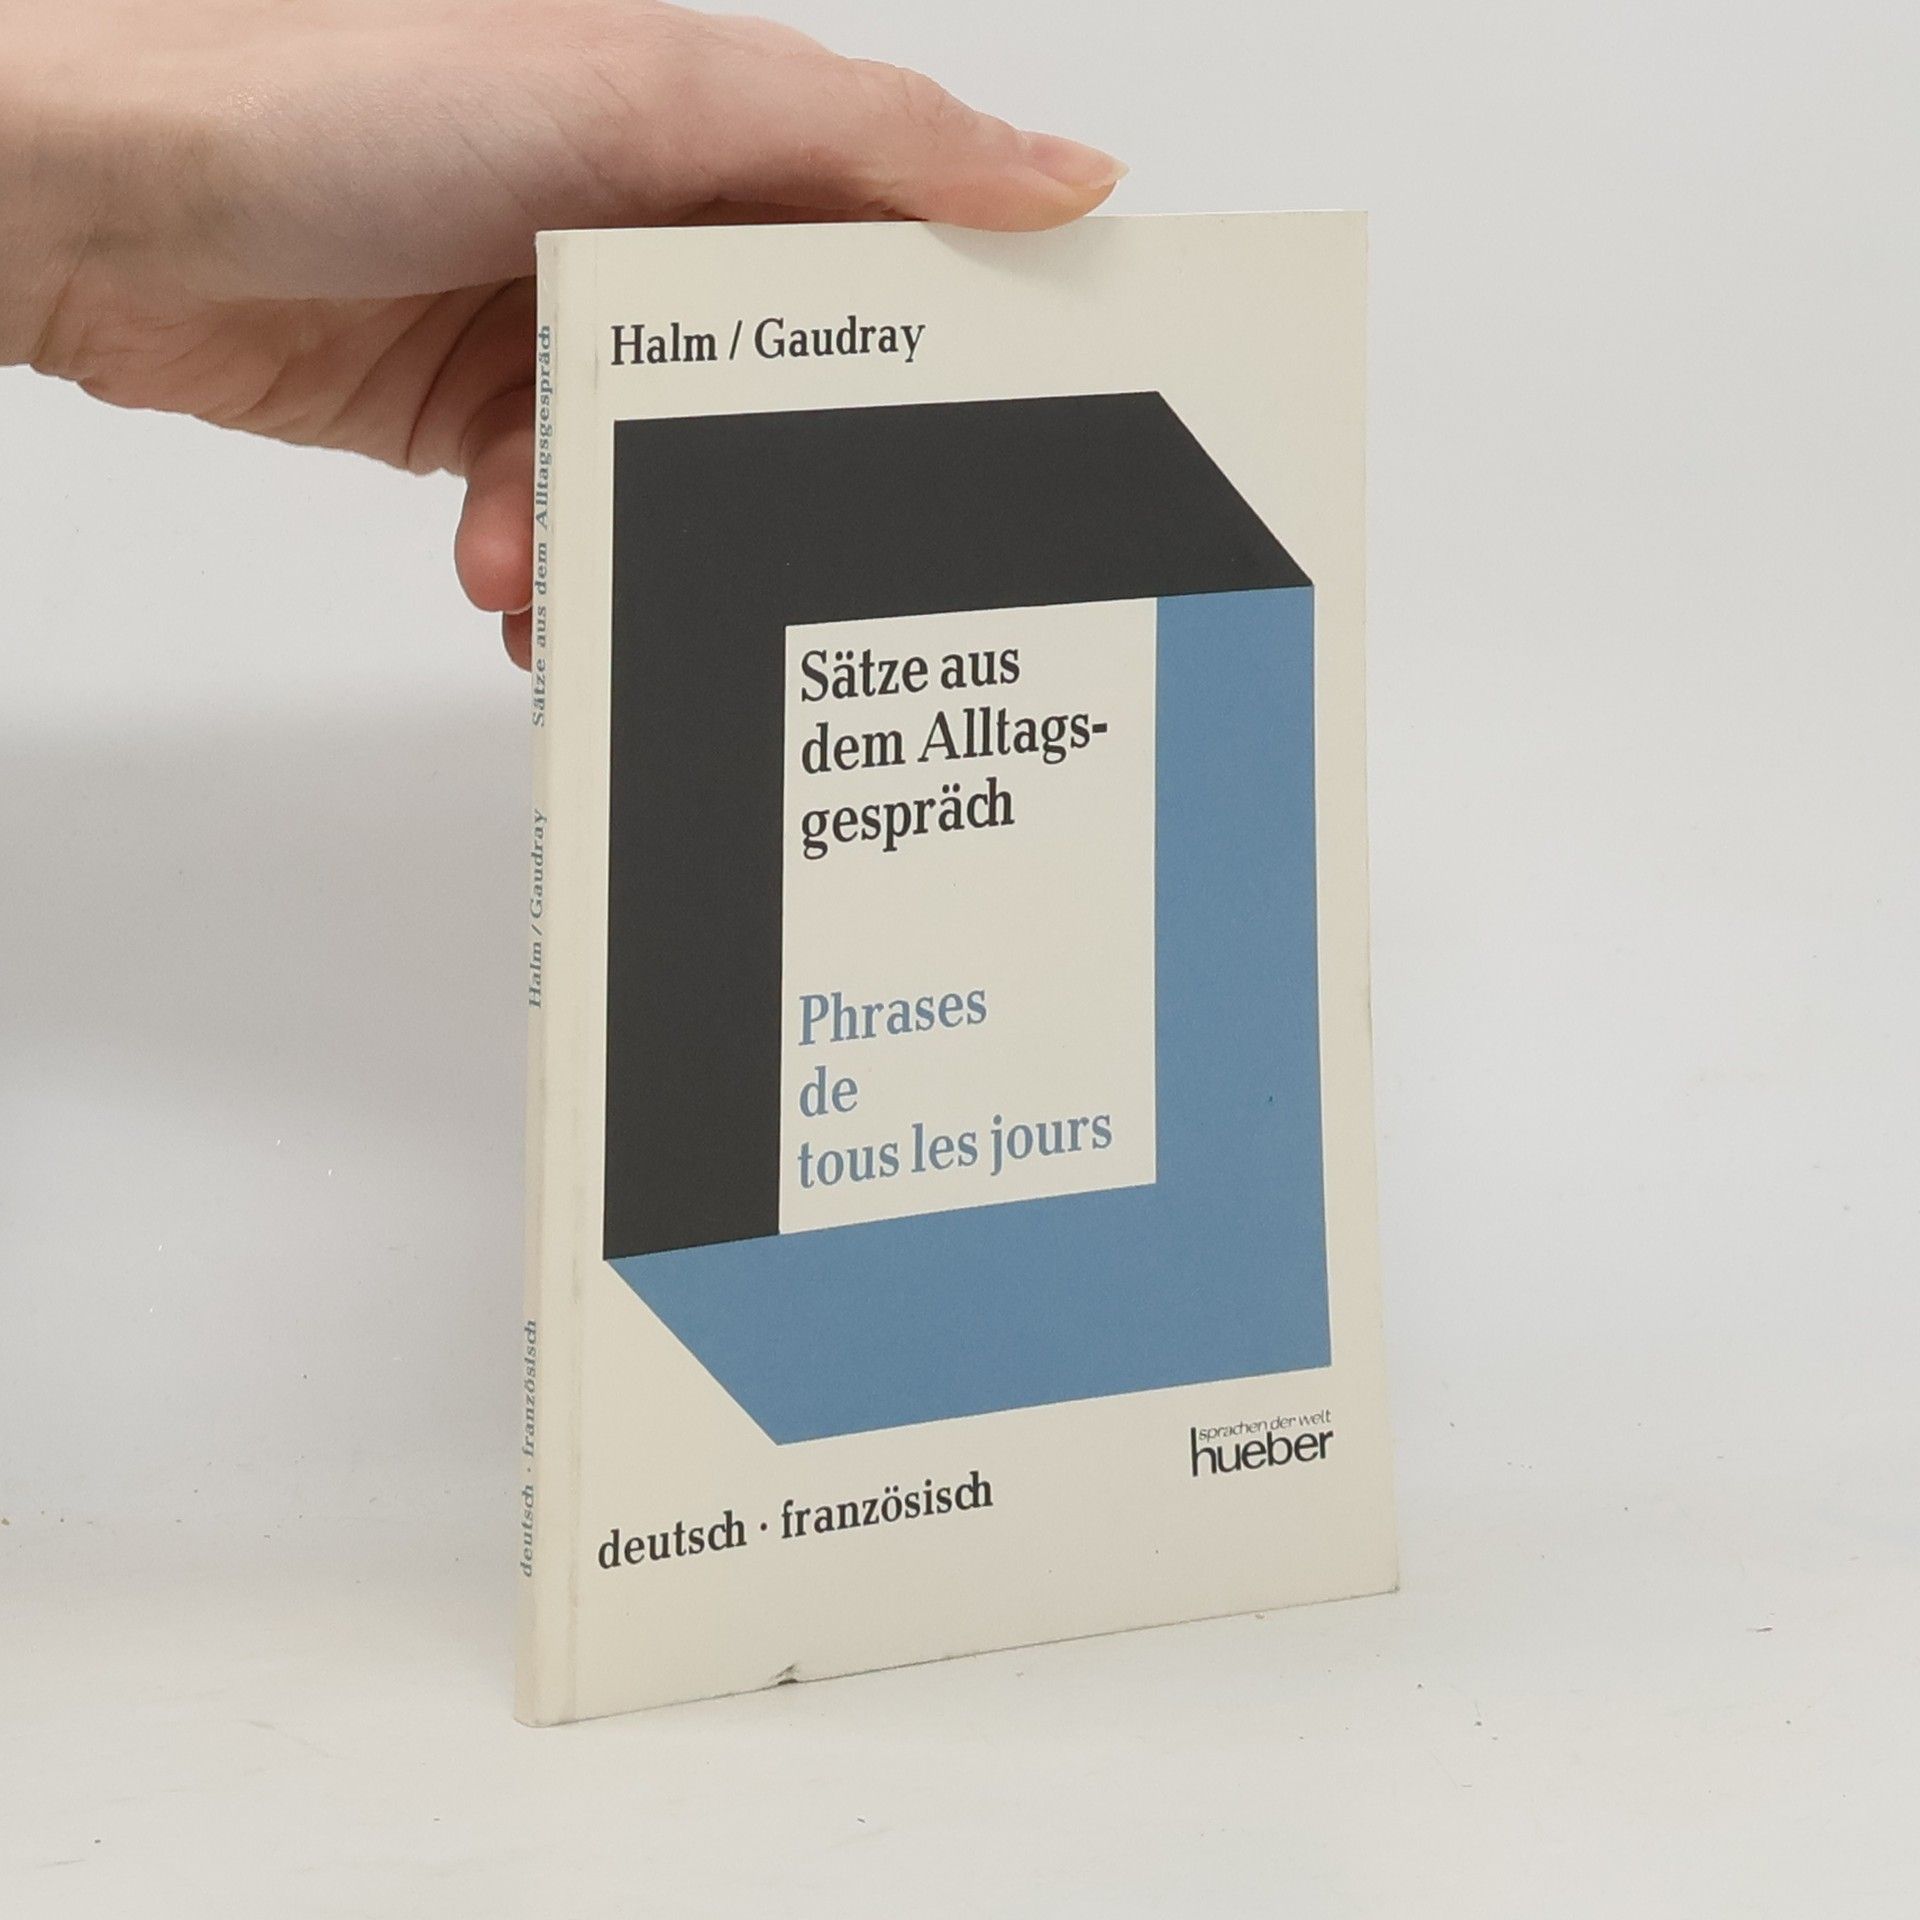 Halm / Gaudray
Sätze aus
dem Alltags-
gespräch
Phrases
de
tous les jours
sprachen der welt
hueber
deutsch · französisch
deutsch · französisch Halm / Gaudray Sätze aus dem Alltagsgespräch